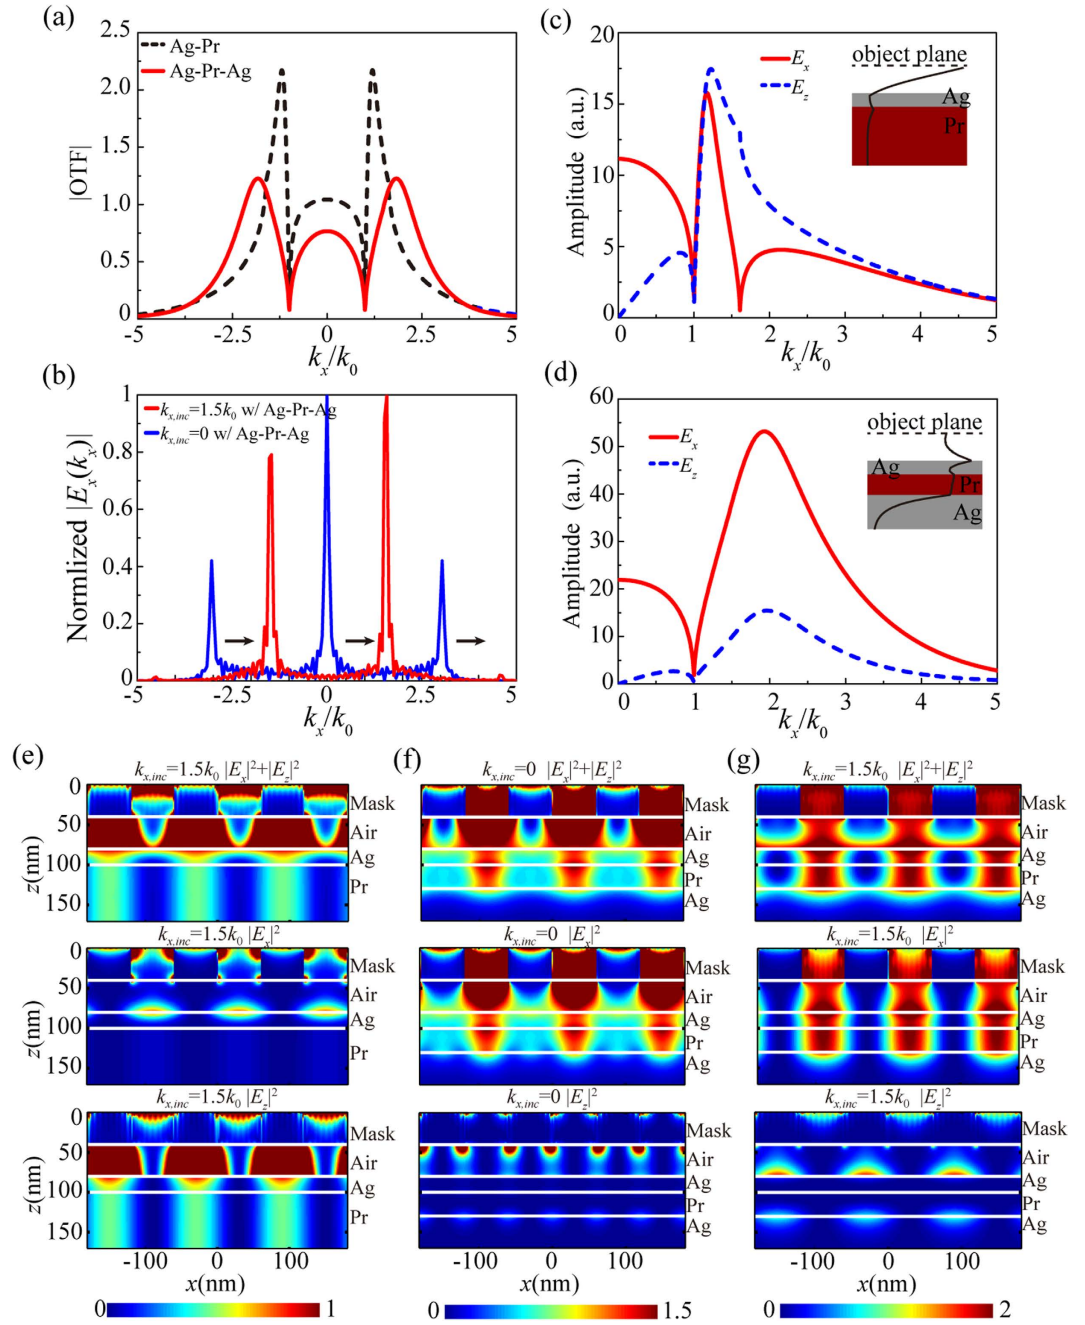 (a)
2.5
2.0
1.5
1.0
0.5
0
|OTF|
Ag-Pr
Ag-Pr-Ag
-5
-2.5
0
2.5
5
kx/k0
(c)
20
15
10
5
0
Amplitude (a.u.)
Ex
Ez
object plane
Ag
Pr
0
1
2
3
4
5
kx/k0
(b)
1
0.8
0.6
0.4
0.2
0
Normlized |Ex(kx)|
kx,inc=1.5k0 w/ Ag-Pr-Ag
kx,inc=0 w/ Ag-Pr-Ag
-5
-2.5
0
2.5
5
kx/k0
(d)
60
50
40
30
20
10
0
Amplitude (a.u.)
Ex
Ez
object plane
Ag
Pr
Ag
0
1
2
3
4
5
kx/k0
(e)
kx,inc=1.5k0 |Ex|2+|Ez|2
0
50
100
150
z(nm)
Mask
Air
Ag
Pr
kx,inc=1.5k0 |Ex|2
0
50
100
150
z(nm)
Mask
Air
Ag
Pr
kx,inc=1.5k0 |Ez|2
0
50
100
150
z(nm)
Mask
Air
Ag
Pr
-100
0
100
x(nm)
0
1
(f)
kx,inc=0 |Ex|2+|Ez|2
Mask
Air
Ag
Pr
Ag
kx,inc=0 |Ex|2
Mask
Air
Ag
Pr
Ag
kx,inc=0 |Ez|2
Mask
Air
Ag
Pr
Ag
-100
0
100
x(nm)
0
1.5
(g)
kx,inc=1.5k0 |Ex|2+|Ez|2
Mask
Air
Ag
Pr
Ag
kx,inc=1.5k0 |Ex|2
Mask
Air
Ag
Pr
Ag
kx,inc=1.5k0 |Ez|2
Mask
Air
Ag
Pr
Ag
-100
0
100
x(nm)
0
2